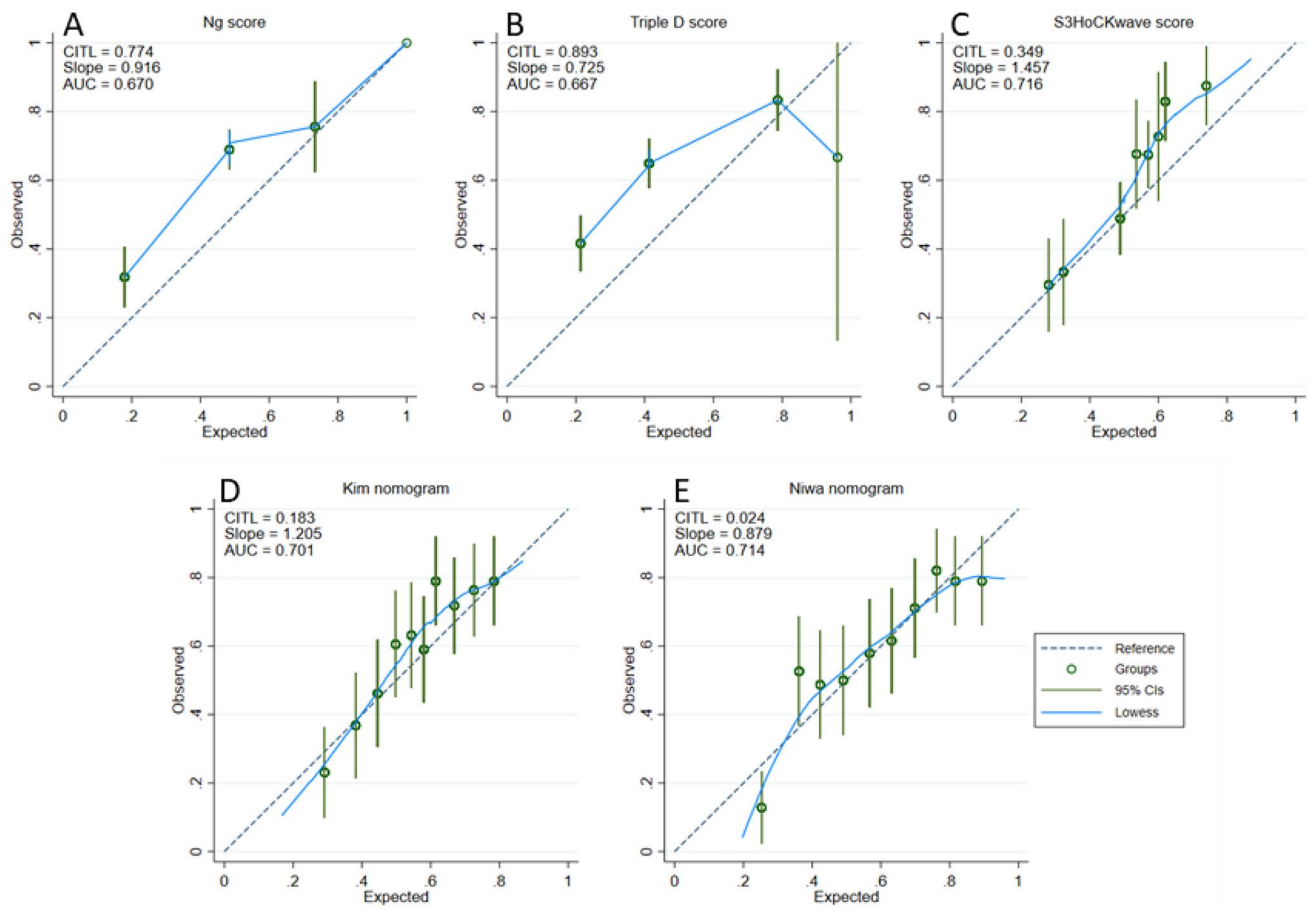 A
Ng score
CITL = 0.774
Slope = 0.916
AUC = 0.670
Observed
1
.8
.6
.4
.2
0
0 .2 .4 .6 .8 1
Expected
B
Triple D score
CITL = 0.893
Slope = 0.725
AUC = 0.667
Observed
1
.8
.6
.4
.2
0
0 .2 .4 .6 .8 1
Expected
C
S3HoCKwave score
CITL = 0.349
Slope = 1.457
AUC = 0.716
Observed
1
.8
.6
.4
.2
0
0 .2 .4 .6 .8 1
Expected
D
Kim nomogram
CITL = 0.183
Slope = 1.205
AUC = 0.701
Observed
1
.8
.6
.4
.2
0
0 .2 .4 .6 .8 1
Expected
E
Niwa nomogram
CITL = 0.024
Slope = 0.879
AUC = 0.714
Observed
1
.8
.6
.4
.2
0
0 .2 .4 .6 .8 1
Expected
Reference
Groups
95% CIs
Lowess